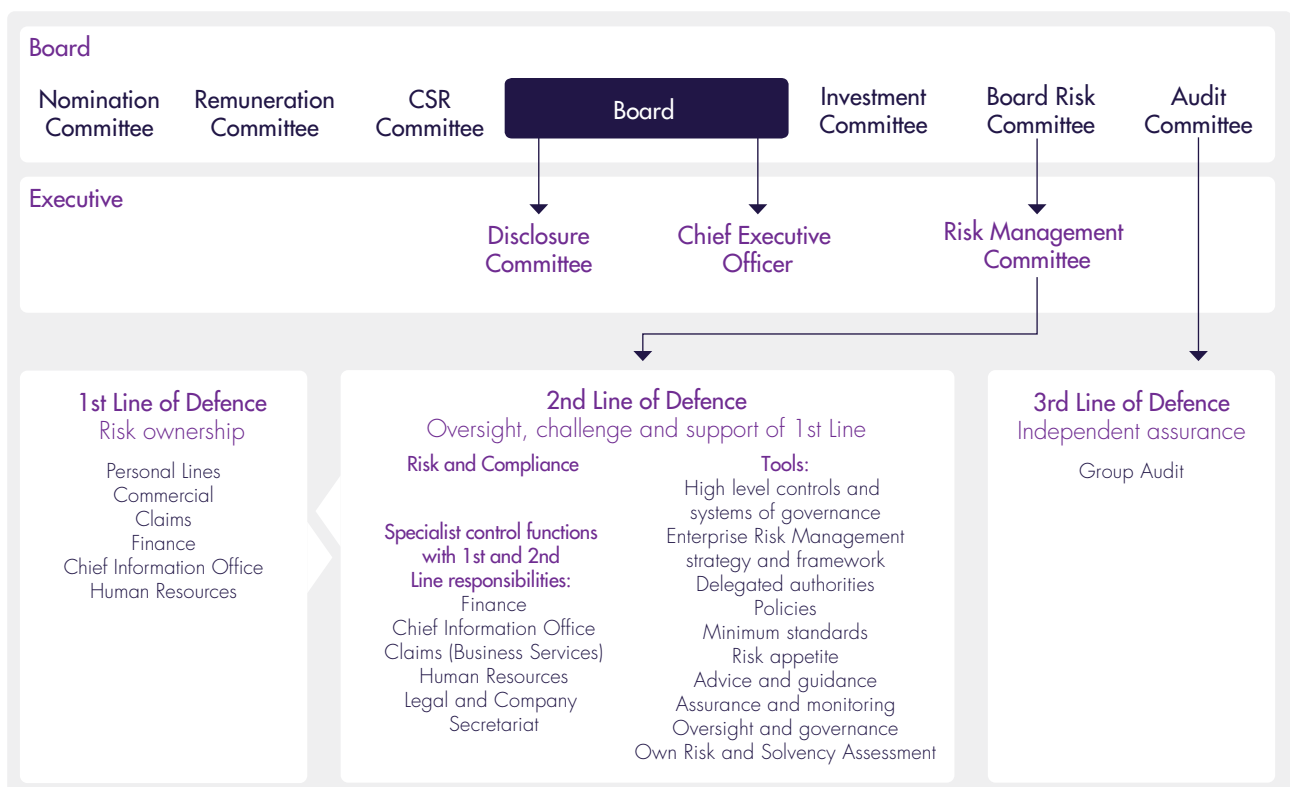 Board
Nomination
Committee
Remuneration
Committee
CSR
Committee
Board
Investment
Committee
Board Risk
Committee
Audit
Committee
Executive
Disclosure
Committee
Chief Executive
Officer
Risk Management
Committee
1st Line of Defence
Risk ownership
Personal Lines
Commercial
Claims
Finance
Chief Information Office
Human Resources
2nd Line of Defence
Oversight, challenge and support of 1st Line
Risk and Compliance
Specialist control functions
with 1st and 2nd
Line responsibilities:
Finance
Chief Information Office
Claims (Business Services)
Human Resources
Legal and Company
Secretariat
Tools:
High level controls and
systems of governance
Enterprise Risk Management
strategy and framework
Delegated authorities
Policies
Minimum standards
Risk appetite
Advice and guidance
Assurance and monitoring
Oversight and governance
Own Risk and Solvency Assessment
3rd Line of Defence
Independent assurance
Group Audit